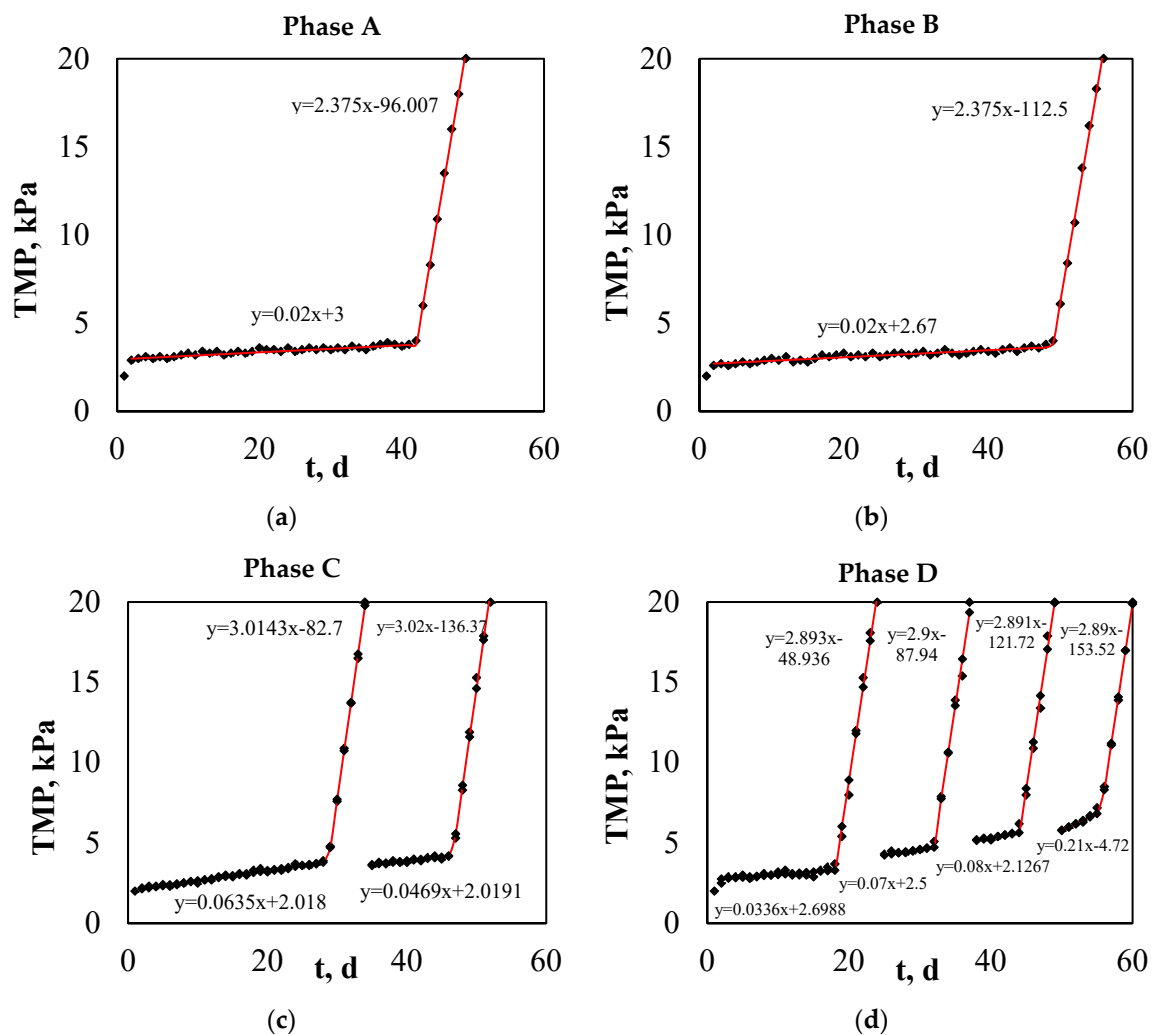 Phase A
20
15
10
5
0
TMP, kPa
y=2.375x-96.007
y=0.02x+3
0
20
40
60
t, d
(a)
Phase B
20
15
10
5
0
TMP, kPa
y=2.375x-112.5
y=0.02x+2.67
0
20
40
60
t, d
(b)
Phase C
20
15
10
5
0
TMP, kPa
y=3.0143x-82.7
y=3.02x-136.37
y=0.0635x+2.018
y=0.0469x+2.0191
0
20
40
60
t, d
(c)
Phase D
20
15
10
5
0
TMP, kPa
y=2.893x-
48.936
y=2.9x-
87.94
y=2.891x-
121.72
y=2.89x-
153.52
y=0.0336x+2.6988
y=0.07x+2.5
y=0.08x+2.1267
y=0.21x-4.72
0
20
40
60
t, d
(d)